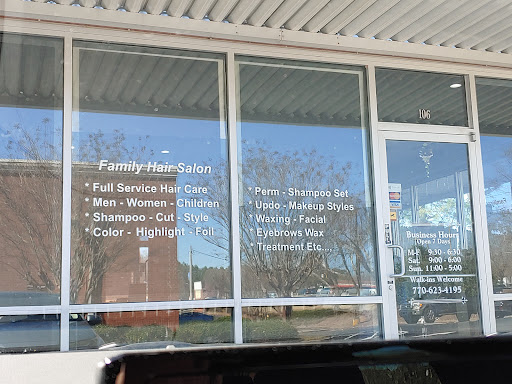 106
Family Hair Salon
* Full Service Hair Care
* Men - Women - Children
* Shampoo - Cut - Style
* Color - Highlight - Foil
* Perm - Shampoo Set
* Updo - Makeup Styles
* Waxing - Facial
* Eyebrows Wax
* Treatment Etc...
Business Hours
Open 7 Days
M-F 9:30 - 6:30
Sat. 9:00 - 6:00
Sun. 11:00 - 5:00
Walk-ins Welcome
770-623-4195